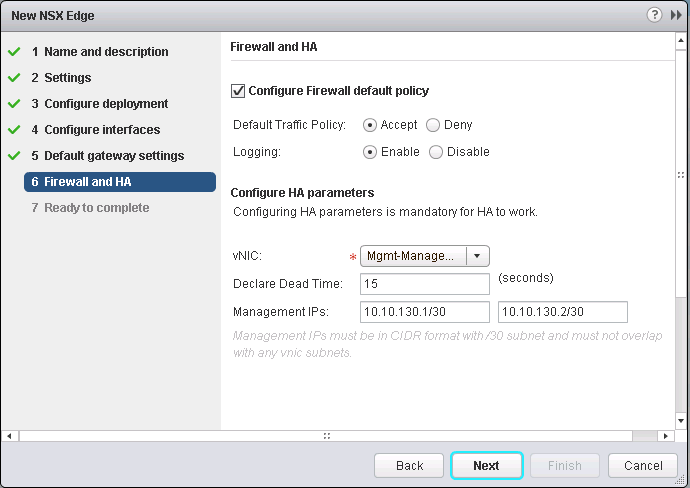 New NSX Edge
?
1 Name and description
2 Settings
3 Configure deployment
4 Configure interfaces
5 Default gateway settings
6 Firewall and HA
7 Ready to complete
Firewall and HA
Configure Firewall default policy
Default Traffic Policy: Accept Deny
Logging: Enable Disable
Configure HA parameters
Configuring HA parameters is mandatory for HA to work.
vNIC: * Mgmt-Manage...
Declare Dead Time: 15 (seconds)
Management IPs: 10.10.130.1/30 10.10.130.2/30
Management IPs must be in CIDR format with /30 subnet and must not overlap
with any vnic subnets.
Back Next Finish Cancel